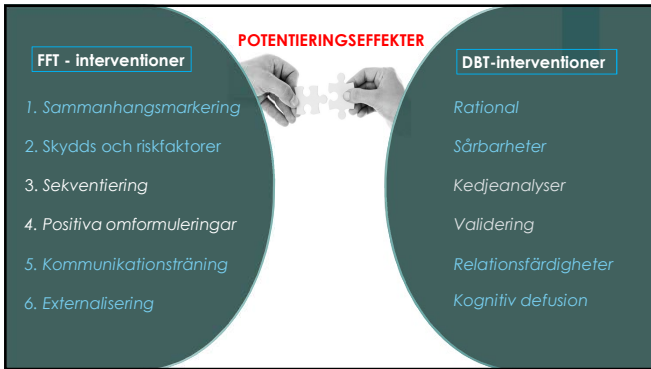 POTENTIERINGSEFFEKTER
FFT - interventioner
1. Sammanhangsmarkering
2. Skydds och riskfaktorer
3. Sekventiering
4. Positiva omformuleringar
5. Kommunikationsträning
6. Externalisering
DBT-interventioner
Rational
Sårbarheter
Kedjeanalyser
Validering
Relationsfärdigheter
Kognitiv defusion